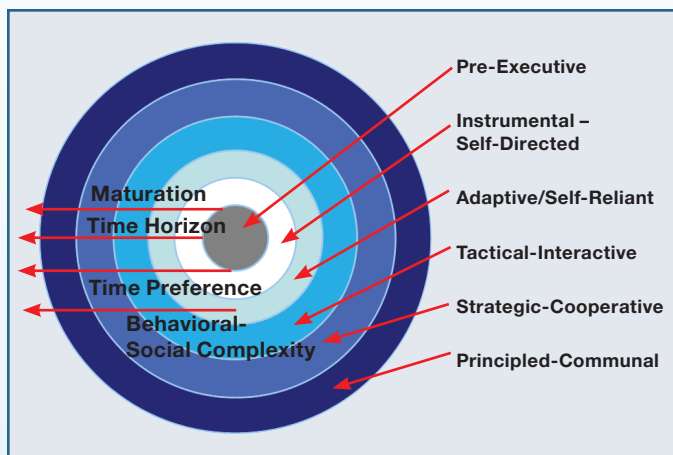 Pre-Executive
Instrumental –
Self-Directed
Adaptive/Self-Reliant
Tactical-Interactive
Strategic-Cooperative
Principled-Communal
Maturation
Time Horizon
Time Preference
Behavioral-
Social Complexity